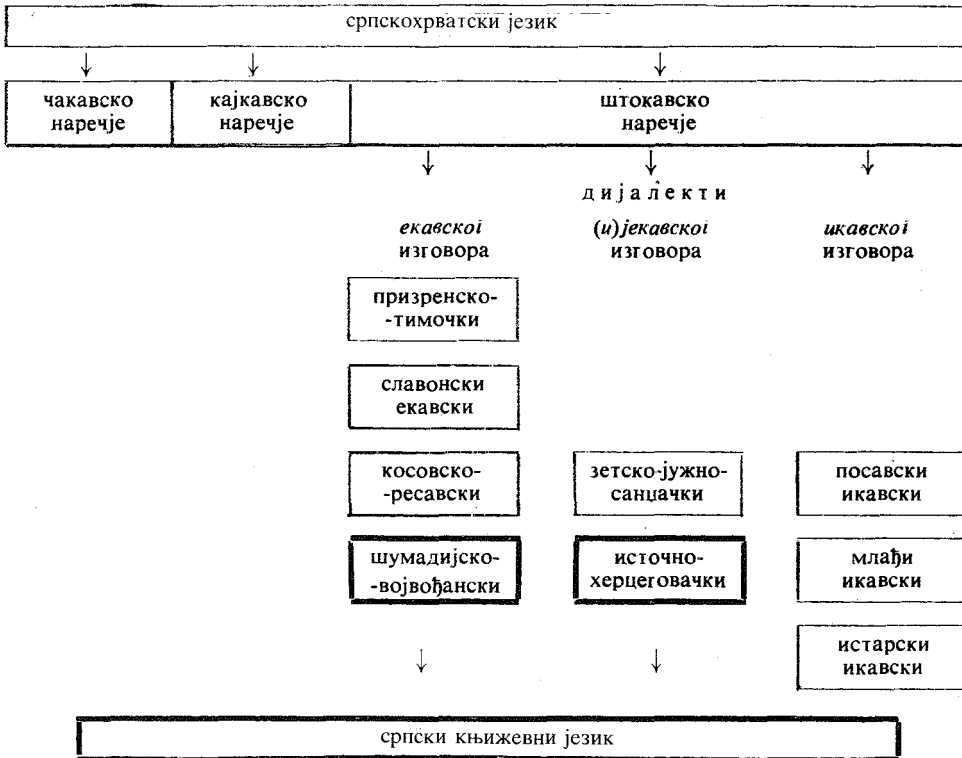 српскохрватски језик
чакавско
наречје
кајкавско
наречје
штокавско
наречје
дијалекти
екавског
изговора
(и)јекавског
изговора
икавског
изговора
призренско-
-тимочки
славонски
екавски
косовско-
-ресавски
зетско-јужно-
санџачки
посавски
икавски
шумадијско-
-војвођански
источно-
херцеговачки
млађи
икавски
истарски
икавски
српски књижевни језик